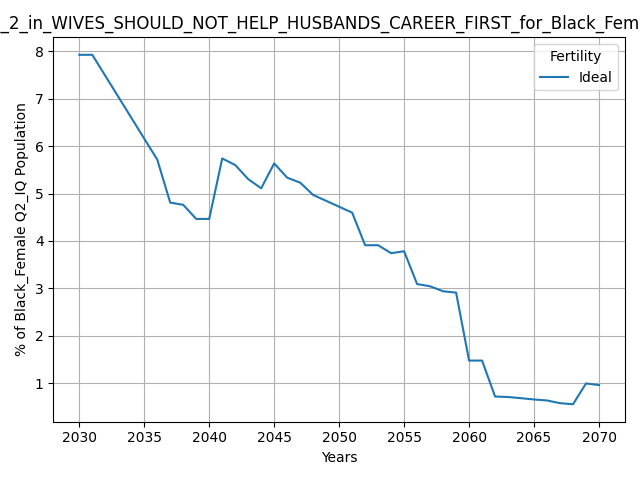 _2_in_WIVES_SHOULD_NOT_HELP_HUSBANDS_CAREER_FIRST_for_Black_Fem
Fertility
Ideal
% of Black_Female Q2_IQ Population
8
7
6
5
4
3
2
1
2030 2035 2040 2045 2050 2055 2060 2065 2070
Years